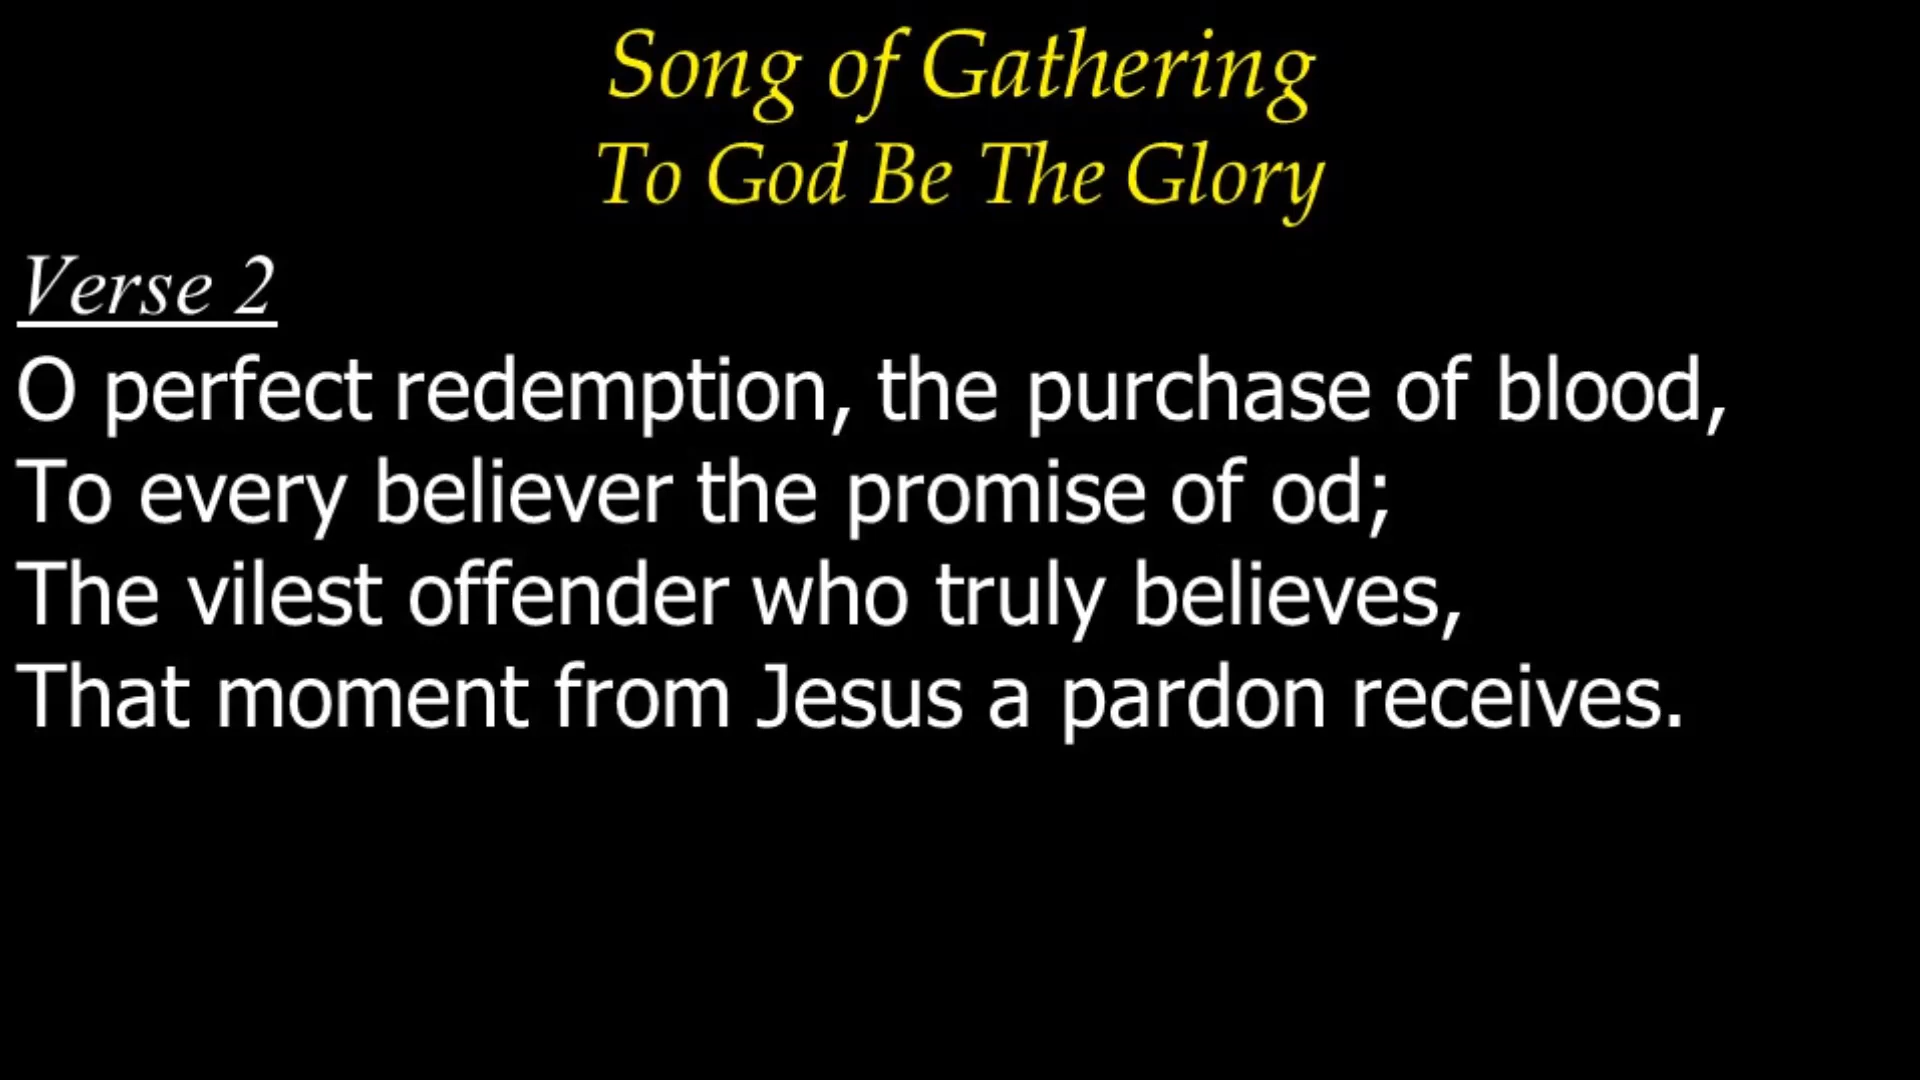 Song of Gathering
To God Be The Glory
Verse 2
O perfect redemption, the purchase of blood,
To every believer the promise of od;
The vilest offender who truly believes,
That moment from Jesus a pardon receives.